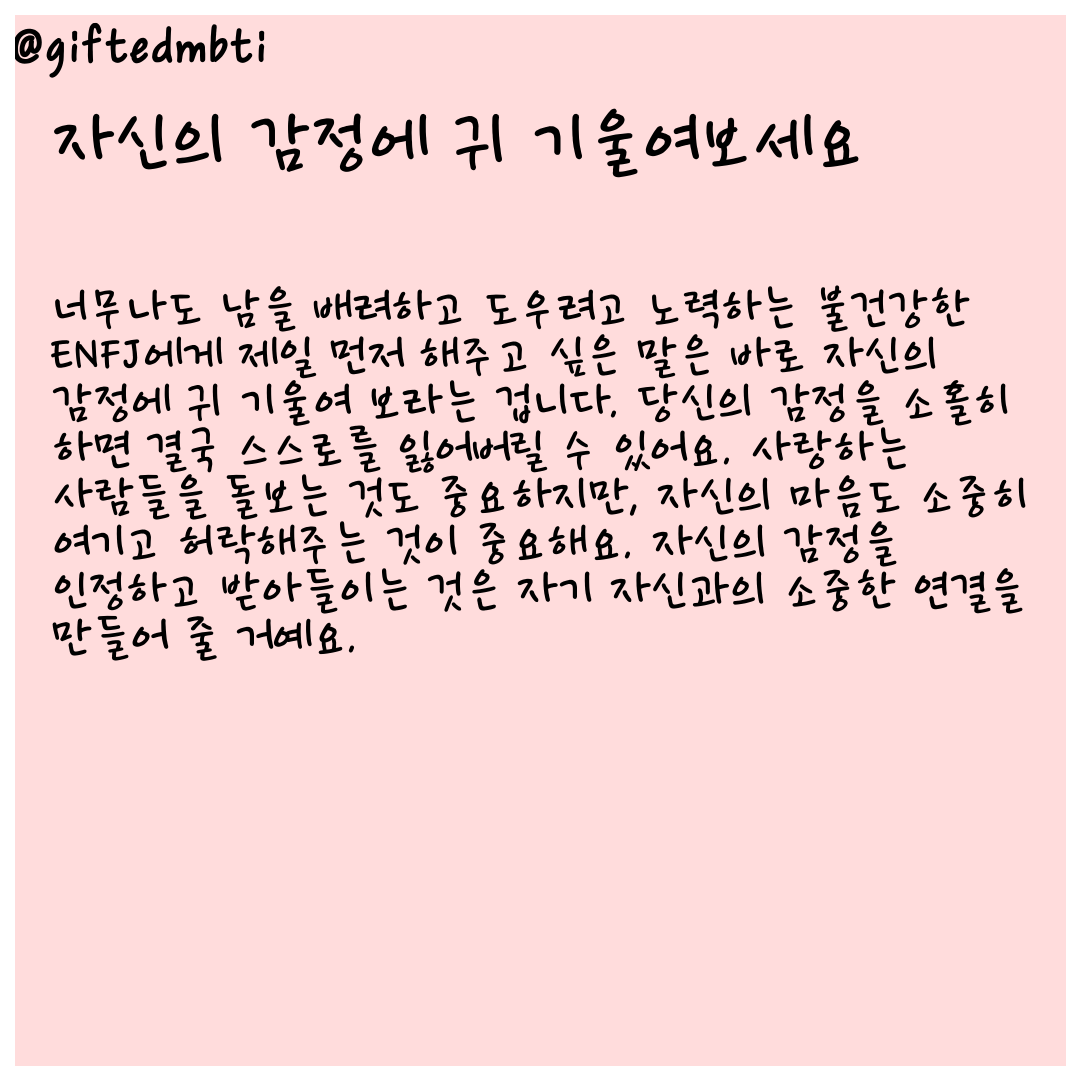 @giftedmbti
자신의 감정에 귀 기울여보세요
너무나도 남을 배려하고 도우려고 노력하는 불건강한
ENFJ에게 제일 먼저 해주고 싶은 말은 바로 자신의
감정에 귀 기울여 보라는 겁니다. 당신의 감정을 소홀히
하면 결국 스스로를 잃어버릴 수 있어요. 사랑하는
사람들을 돌보는 것도 중요하지만, 자신의 마음도 소중히
여기고 허락해주는 것이 중요해요. 자신의 감정을
인정하고 받아들이는 것은 자기 자신과의 소중한 연결을
만들어 줄 거예요.